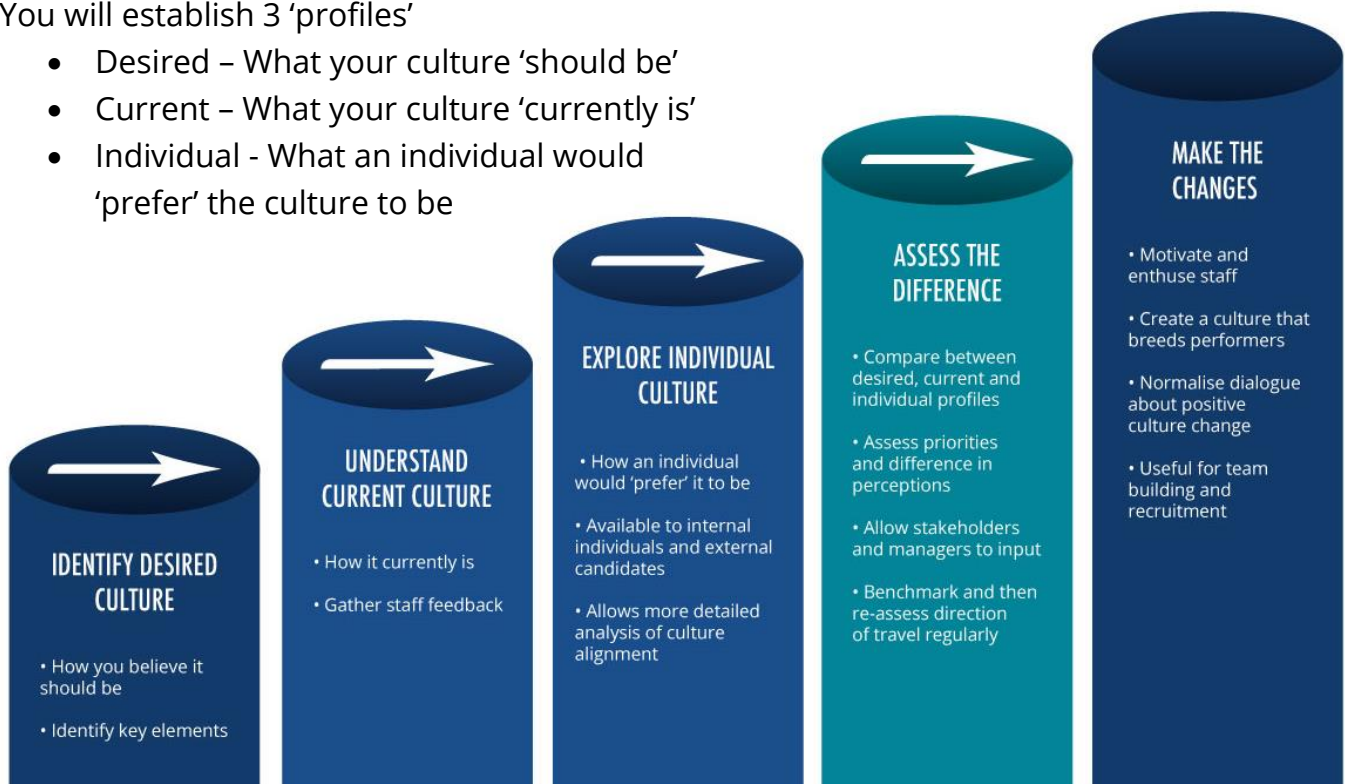 You will establish 3 ‘profiles’
• Desired – What your culture ‘should be’
• Current – What your culture ‘currently is’
• Individual - What an individual would
‘prefer’ the culture to be
IDENTIFY DESIRED
CULTURE
• How you believe it
should be
• Identify key elements
UNDERSTAND
CURRENT CULTURE
• How it currently is
• Gather staff feedback
EXPLORE INDIVIDUAL
CULTURE
• How an individual
would ‘prefer’ it to be
• Available to internal
individuals and external
candidates
• Allows more detailed
analysis of culture
alignment
ASSESS THE
DIFFERENCE
• Compare between
desired, current and
individual profiles
• Assess priorities
and difference in
perceptions
• Allow stakeholders
and managers to input
• Benchmark and then
re-assess direction
of travel regularly
MAKE THE
CHANGES
• Motivate and
enthuse staff
• Create a culture that
breeds performers
• Normalise dialogue
about positive
culture change
• Useful for team
building and
recruitment